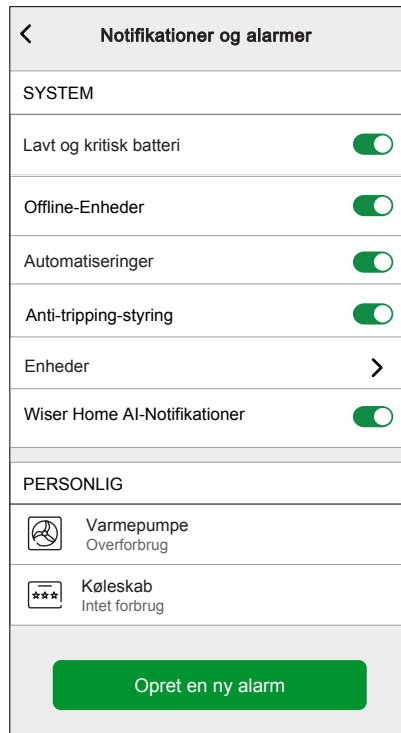 Notifikationer og alarmer
SYSTEM
Lavt og kritisk batteri
Offline-Enheder
Automatiseringer
Anti-tripping-styring
Enheder
Wiser Home AI-Notifikationer
PERSONLIG
Varmepumpe
Overforbrug
Køleskab
Intet forbrug
Opret en ny alarm